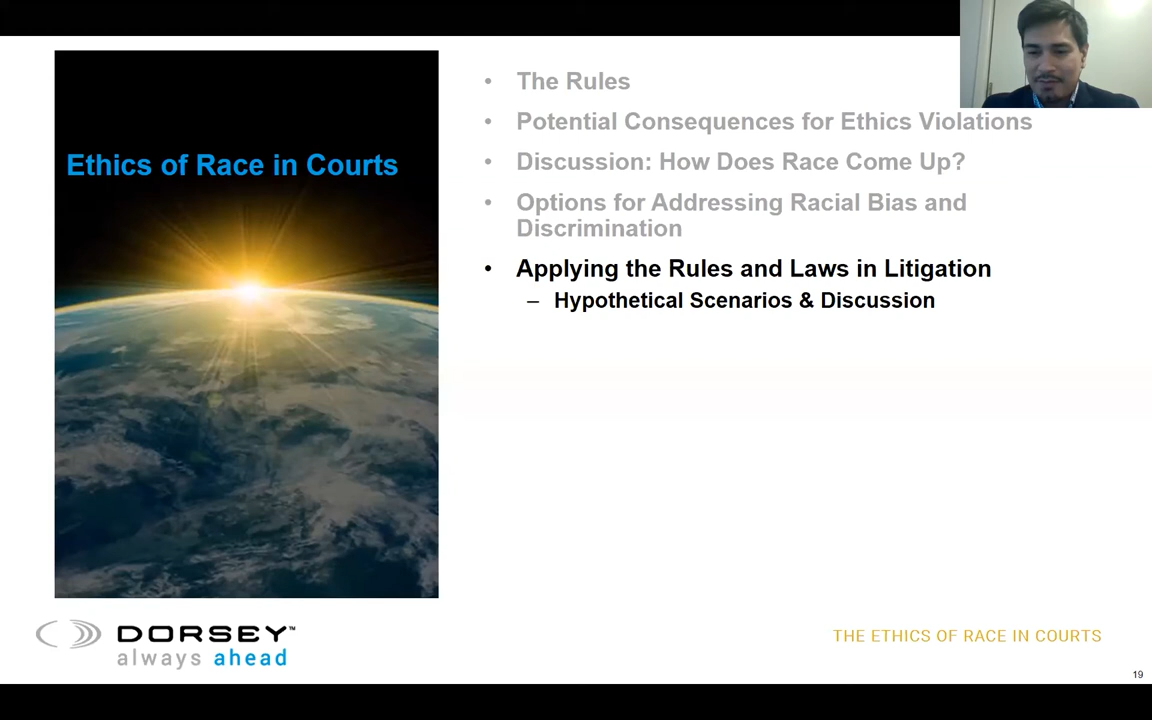 Ethics of Race in Courts
• The Rules
• Potential Consequences for Ethics Violations
• Discussion: How Does Race Come Up?
• Options for Addressing Racial Bias and
Discrimination
• Applying the Rules and Laws in Litigation
– Hypothetical Scenarios & Discussion
DORSEY™
always ahead
THE ETHICS OF RACE IN COURTS
19